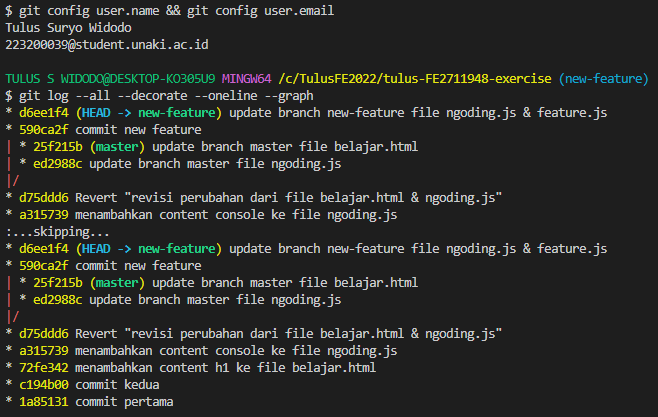 $ git config user.name && git config user.email
Tulus Suryo Widodo
223200039@student.unaki.ac.id
TULUS S WIDODO@DESKTOP-KO305U9 MINGW64 /c/TulusFE2022/tulus-FE2711948-exercise (new-feature)
$ git log --all --decorate --oneline --graph
* d6ee1f4 (HEAD -> new-feature) update branch new-feature file ngoding.js & feature.js
* 590ca2f commit new feature
| * 25f215b (master) update branch master file belajar.html
| * ed2988c update branch master file ngoding.js
|/
* d75ddd6 Revert "revisi perubahan dari file belajar.html & ngoding.js"
* a315739 menambahkan content console ke file ngoding.js
:...skipping...
* d6ee1f4 (HEAD -> new-feature) update branch new-feature file ngoding.js & feature.js
* 590ca2f commit new feature
| * 25f215b (master) update branch master file belajar.html
| * ed2988c update branch master file ngoding.js
|/
* d75ddd6 Revert "revisi perubahan dari file belajar.html & ngoding.js"
* a315739 menambahkan content console ke file ngoding.js
* 72fe342 menambahkan content h1 ke file belajar.html
* c194b00 commit kedua
* 1a85131 commit pertama